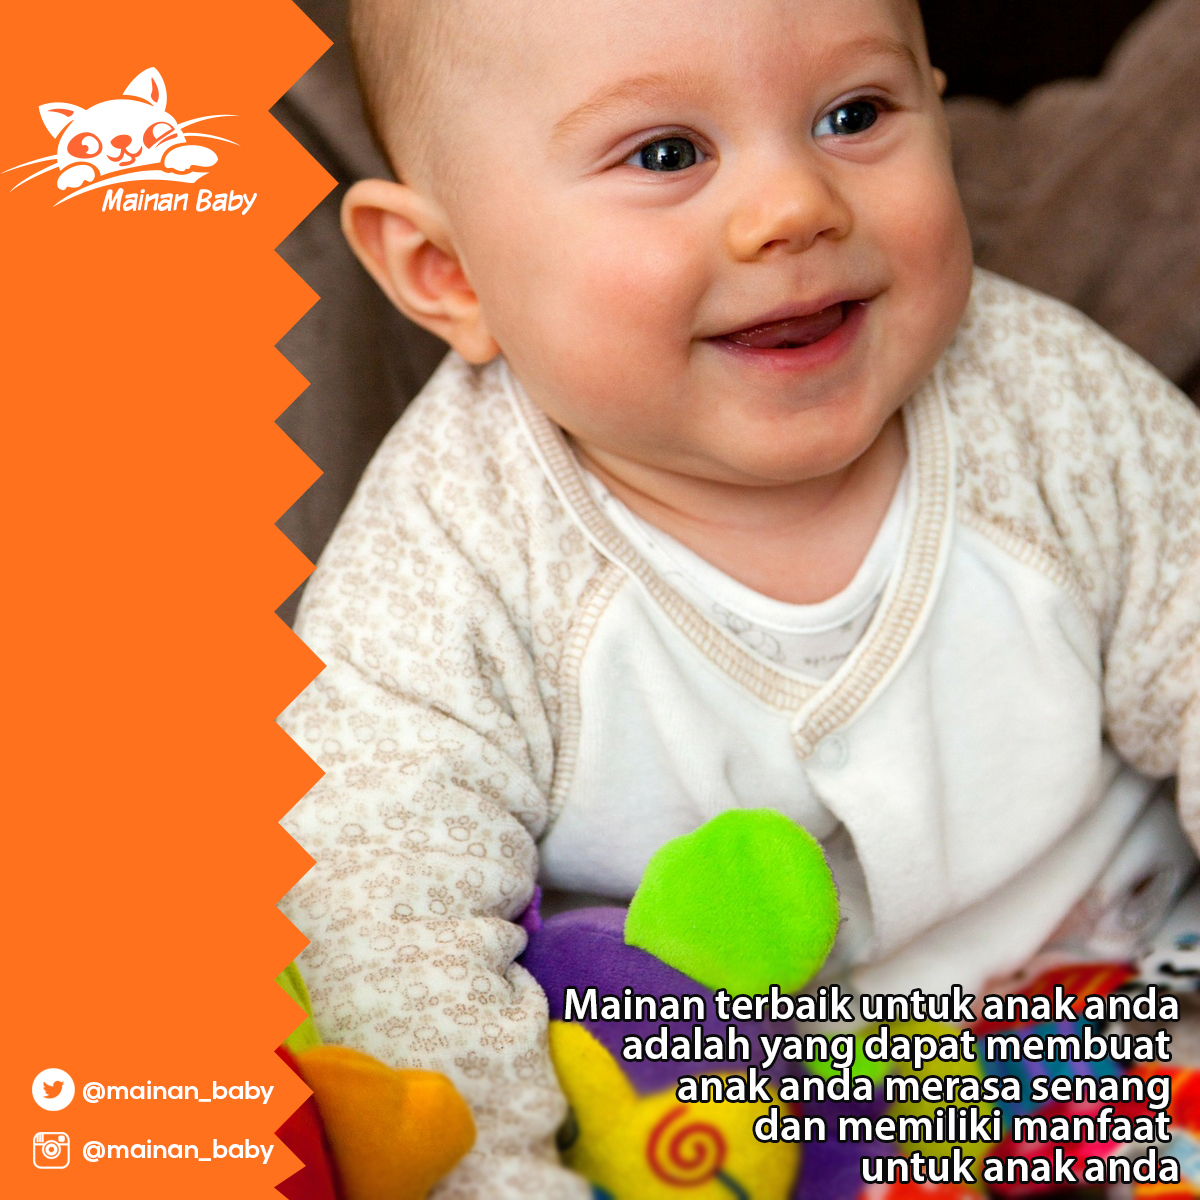 Mainan Baby
Mainan terbaik untuk anak anda
adalah yang dapat membuat
anak anda merasa senang
dan memiliki manfaat
untuk anak anda
@mainan_baby
@mainan_baby